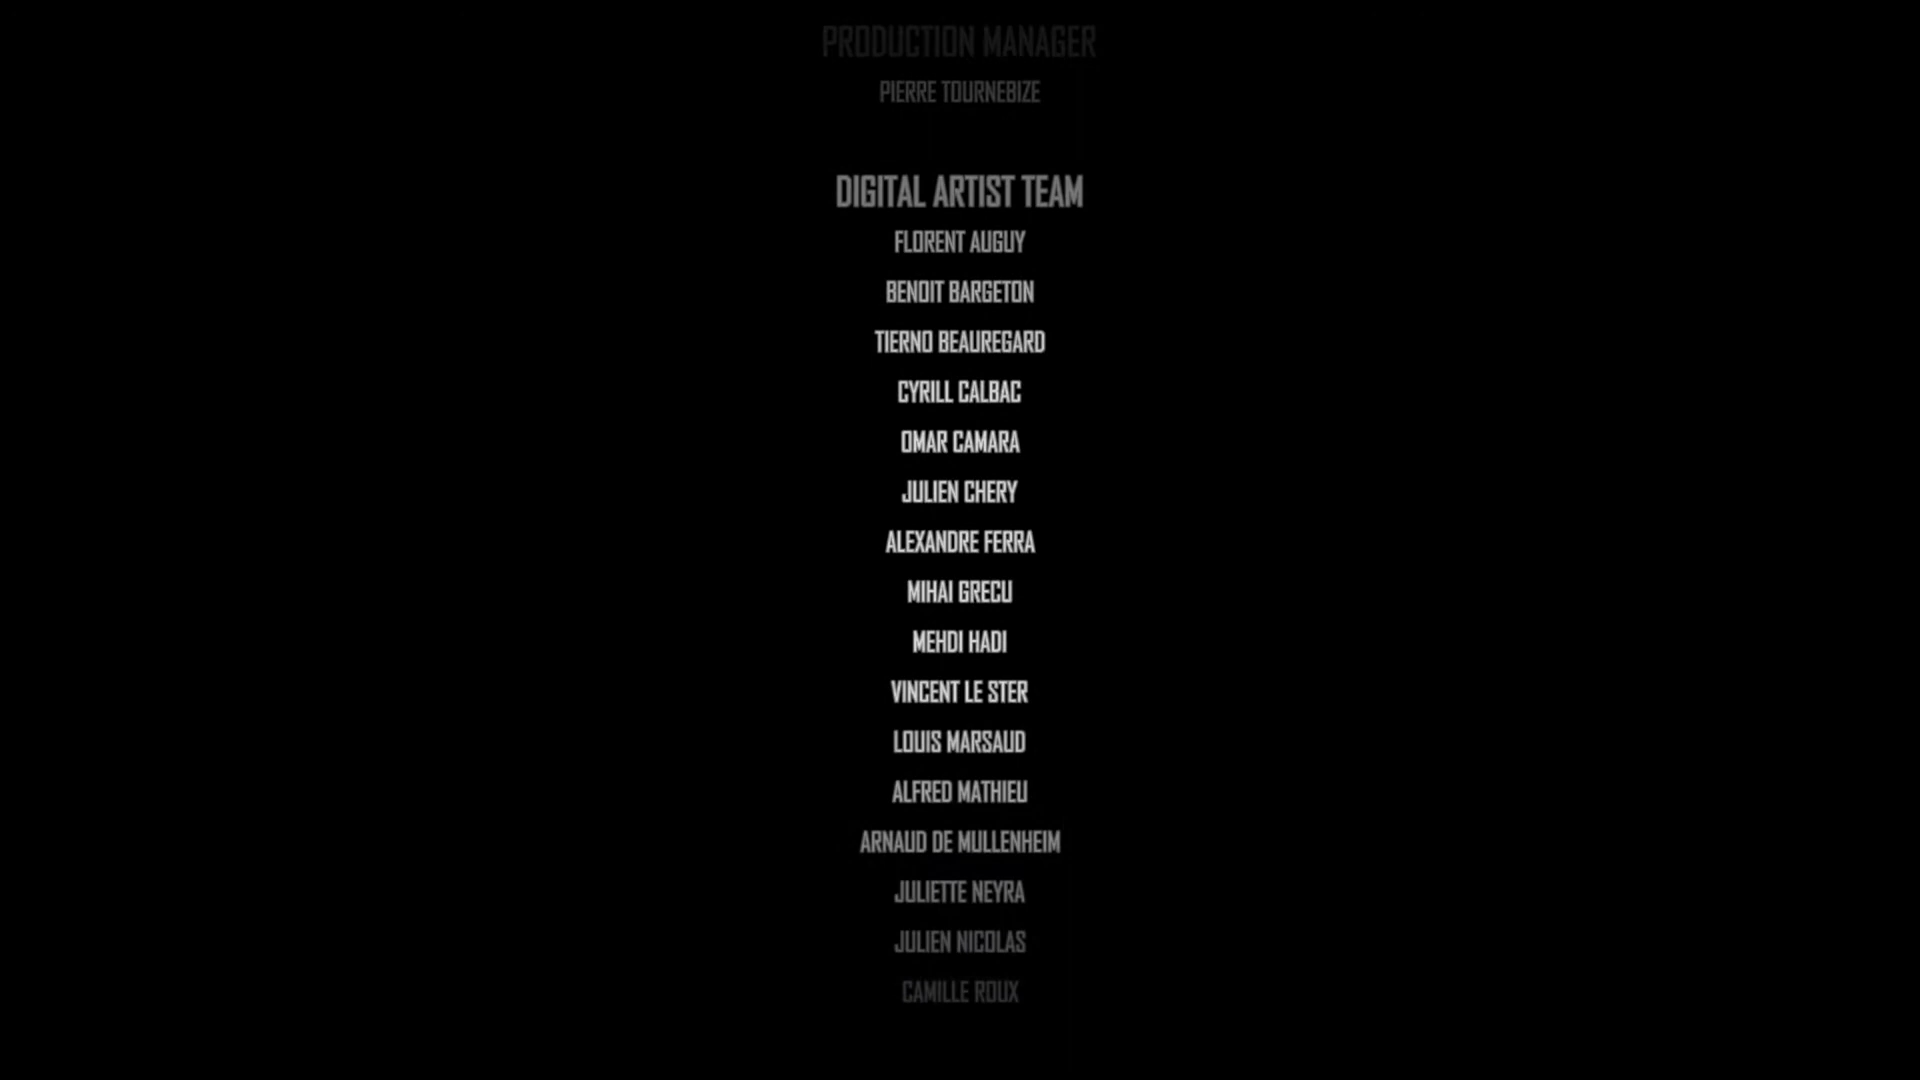 PRODUCTION MANAGER
PIERRE TOURNEBIZE
DIGITAL ARTIST TEAM
FLORENT AUGUY
BENOIT BARGETON
TIERNO BEAUREGARD
CYRILL CALBAC
OMAR CAMARA
JULIEN CHERY
ALEXANDRE FERRA
MIHAI GRECU
MEHDI HADI
VINCENT LE STER
LOUIS MARSAUD
ALFRED MATHIEU
ARNAUD DE MULLENHEIM
JULIETTE NEYRA
JULIEN NICOLAS
CAMILLE ROUX